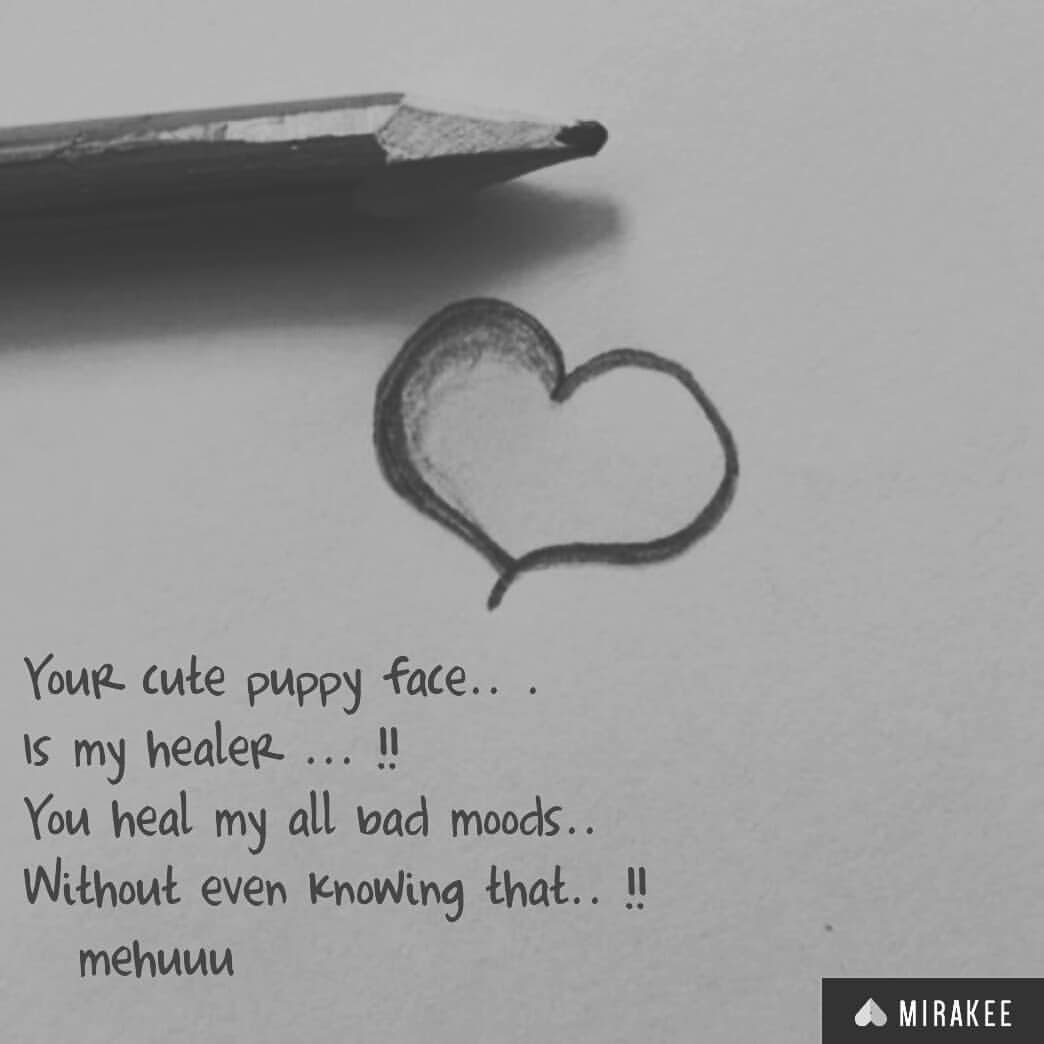 Your cute puppy face.. .
Is my healer ... !!
You heal my all bad moods..
Without even knowing that.. !!
mehuuu
MIRAKEE